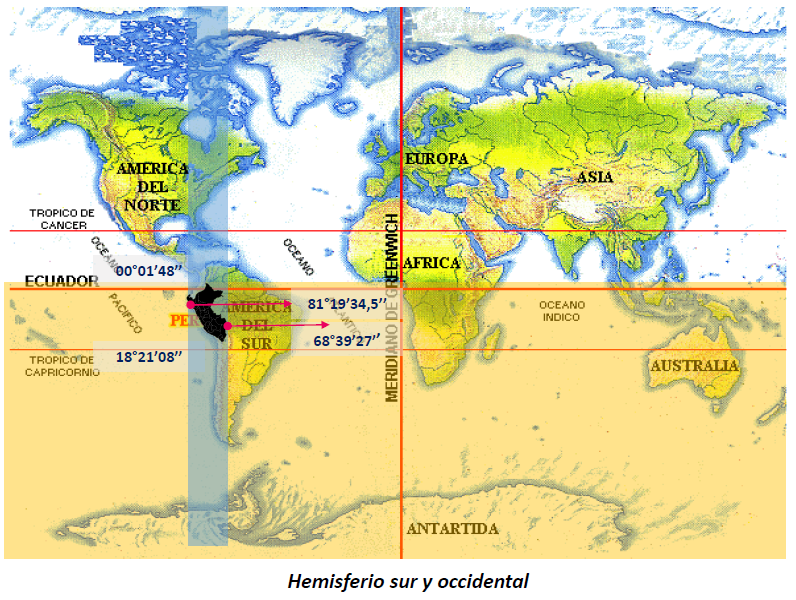 EUROPA
AMERICA
DEL
NORTE
ASIA
TROPICO DE
CANCER
OCEANO
PACIFICO
OCEANO
ATLANTICO
MERIDIANO DE GREENWICH
AFRICA
00°01'48’’
ECUADOR
81°19'34,5’’
OCEANO
INDICO
PER
AMERICA
DEL
SUR
68°39'27’’
18°21'08’’
TROPICO DE
CAPRICORNIO
AUSTRALIA
ANTARTIDA
Hemisferio sur y occidental